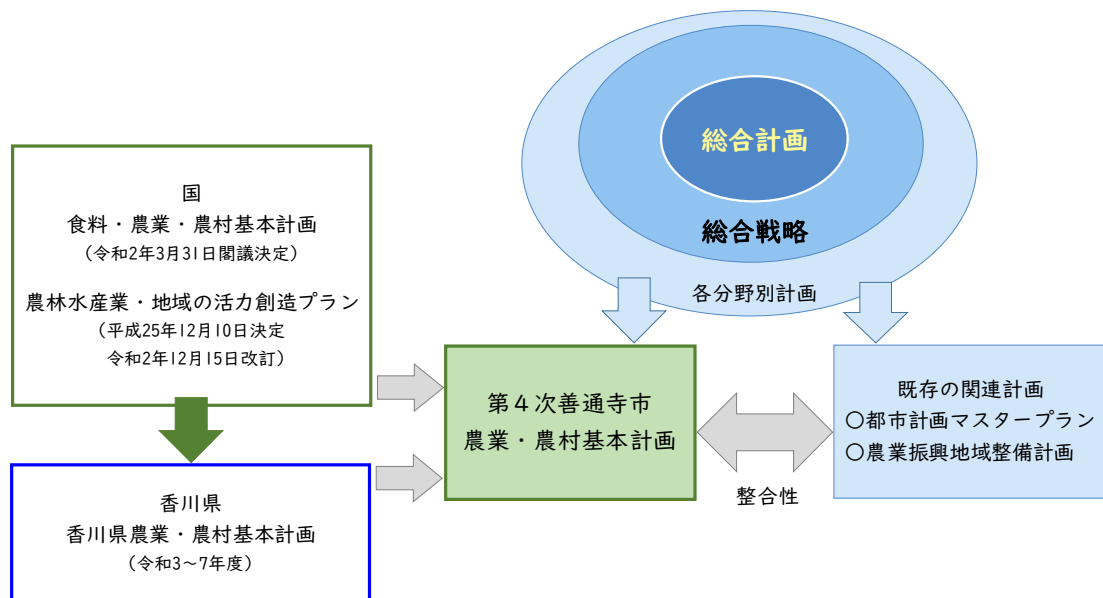 総合計画
総合戦略
各分野別計画
国
食料・農業・農村基本計画
(令和2年3月31日閣議決定)
農林水産業・地域の活力創造プラン
(平成25年12月10日決定
令和2年12月15日改訂)
第4次善通寺市
農業・農村基本計画
既存の関連計画
○都市計画マスタープラン
○農業振興地域整備計画
整合性
香川県
香川県農業・農村基本計画
(令和3~7年度)